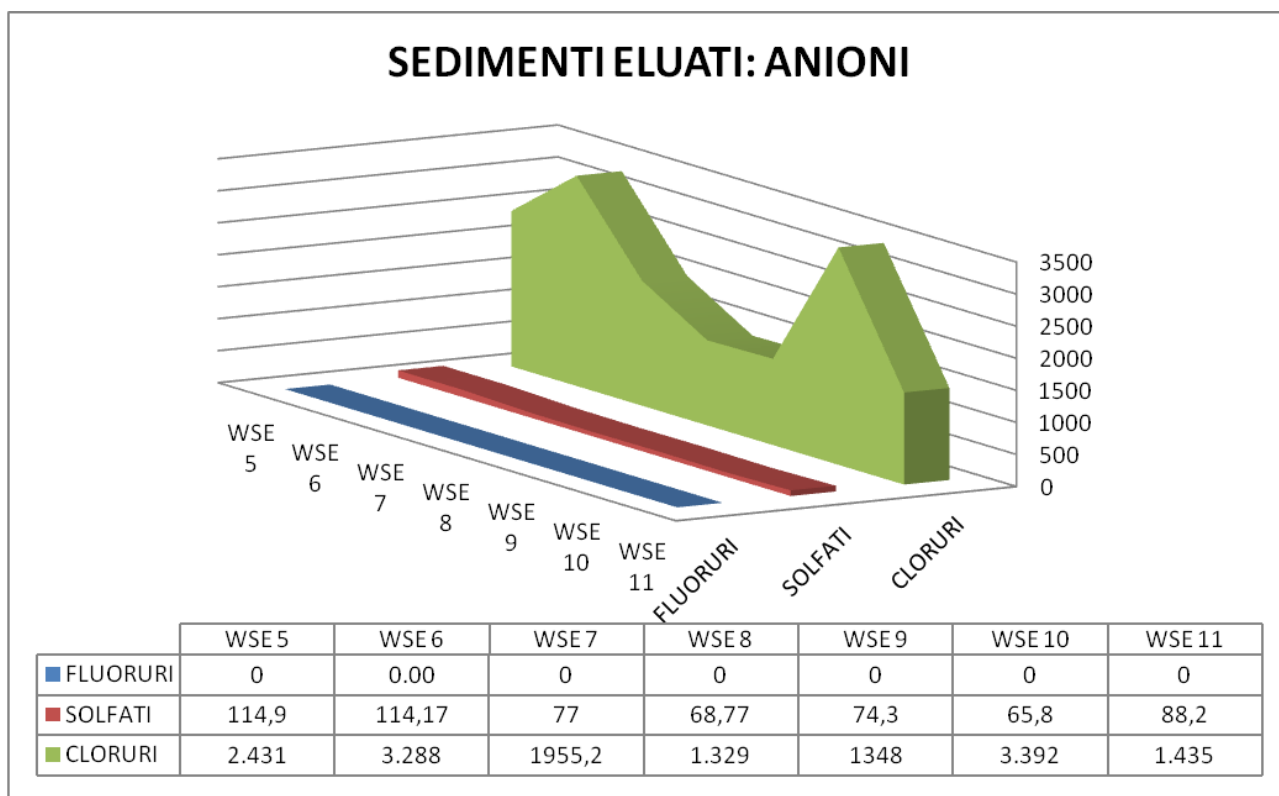 SEDIMENTI ELUATI: ANIONI
3500
3000
2500
2000
1500
1000
500
0
WSE 5
WSE 6
WSE 7
WSE 8
WSE 9
WSE 10
WSE 11
FLUORURI
SOLFATI
CLORURI
WSE 5 WSE 6 WSE 7 WSE 8 WSE 9 WSE 10 WSE 11
FLUORURI 0 0.00 0 0 0 0 0
SOLFATI 114,9 114,17 77 68,77 74,3 65,8 88,2
CLORURI 2.431 3.288 1955,2 1.329 1348 3.392 1.435